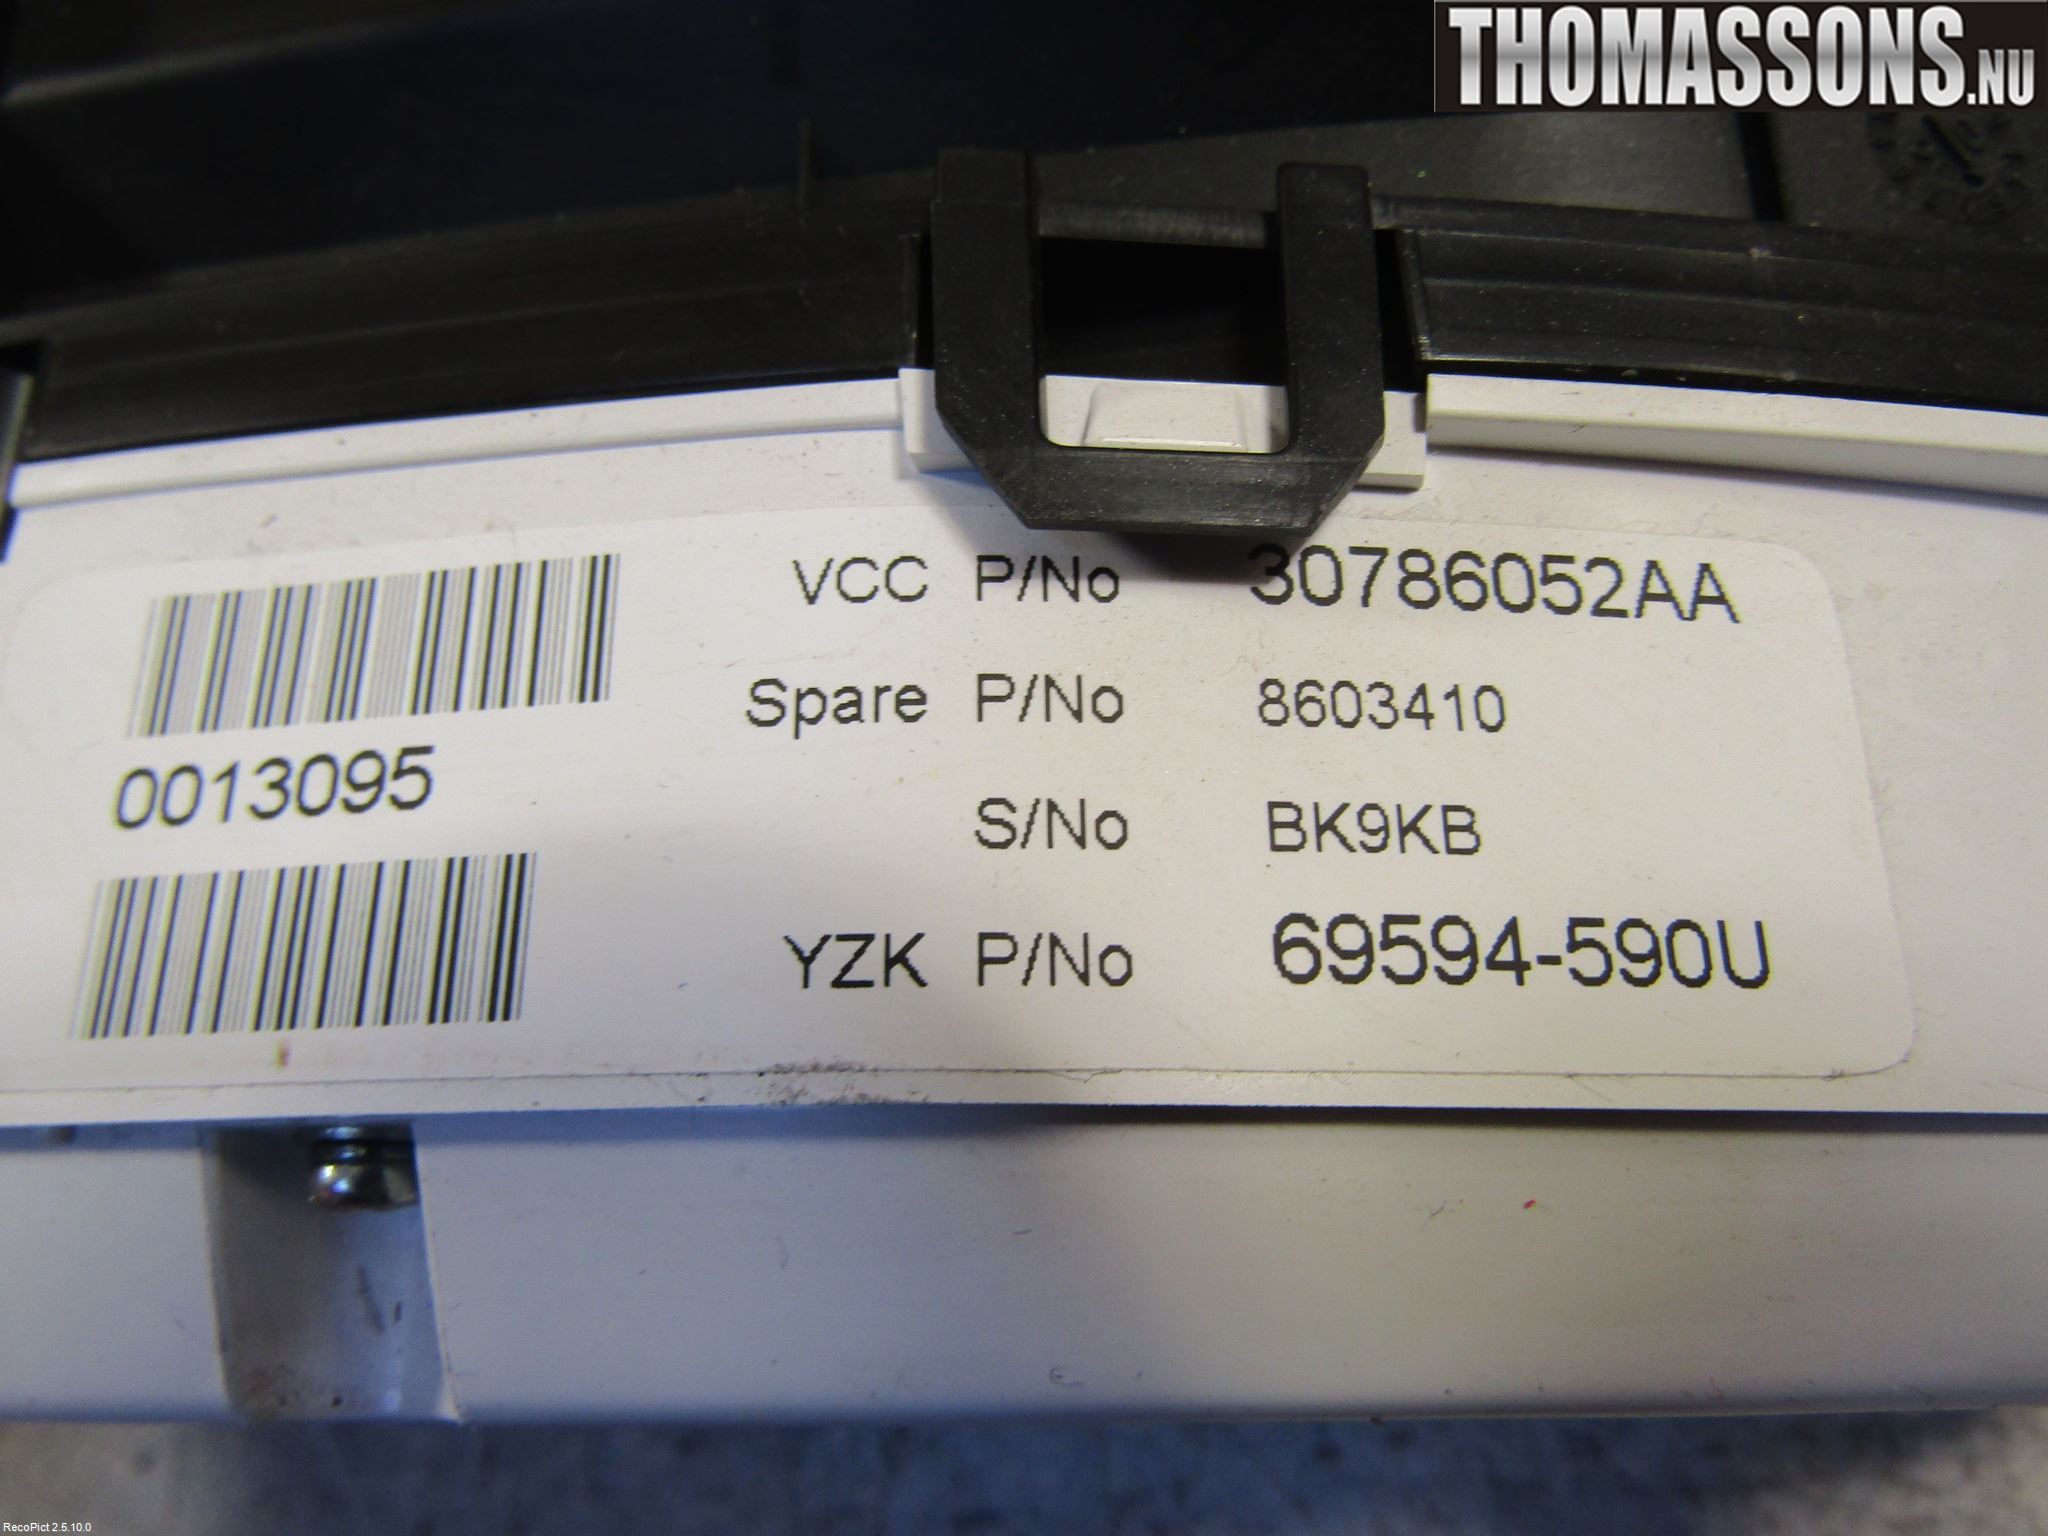 THOMASSONS.NU
VCC P/No 30786052AA
Spare P/No 8603410
0013095
S/No BK9KB
YZK P/No 69594-590U
RecoPict 2.5.10.0